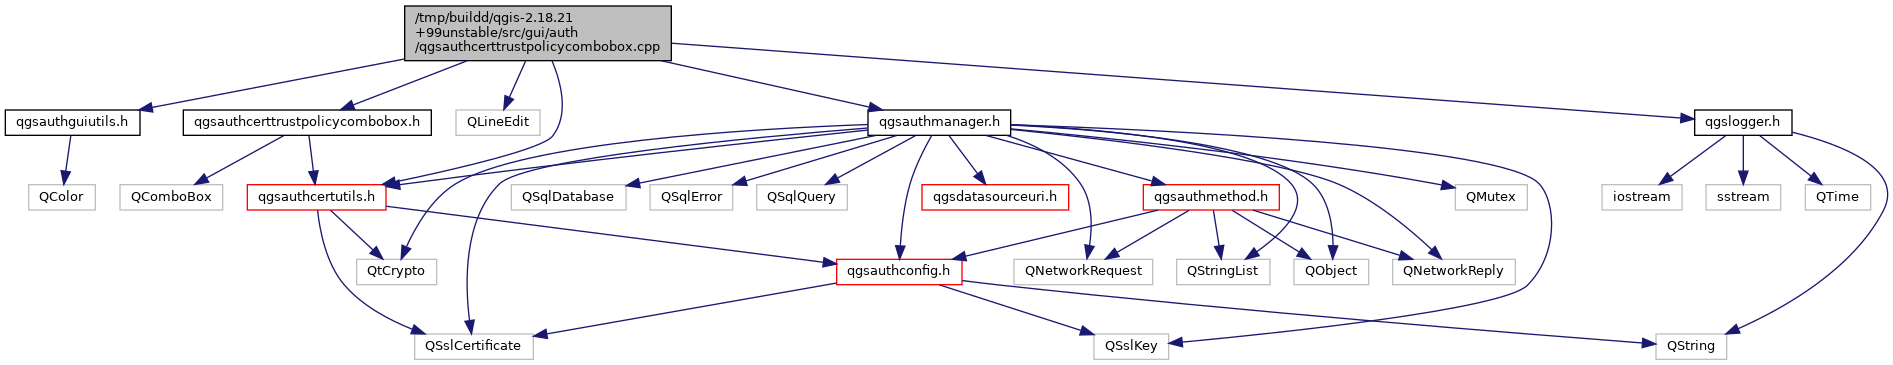 /tmp/buildd/qgis-2.18.21
+99unstable/src/gui/auth
/qgsauthcerttrustpolicycombobox.cpp
qgsauthguiutils.h
qgsauthcerttrustpolicycombobox.h
QLineEdit
qgsauthmanager.h
qgslogger.h
QColor
QComboBox
qgsauthcertutils.h
QSqlDatabase
QSqlError
QSqlQuery
qgsdatasourceuri.h
qgsauthmethod.h
QMutex
iostream
sstream
QTime
QtCrypto
qgsauthconfig.h
QNetworkRequest
QStringList
QObject
QNetworkReply
QSslCertificate
QSslKey
QString